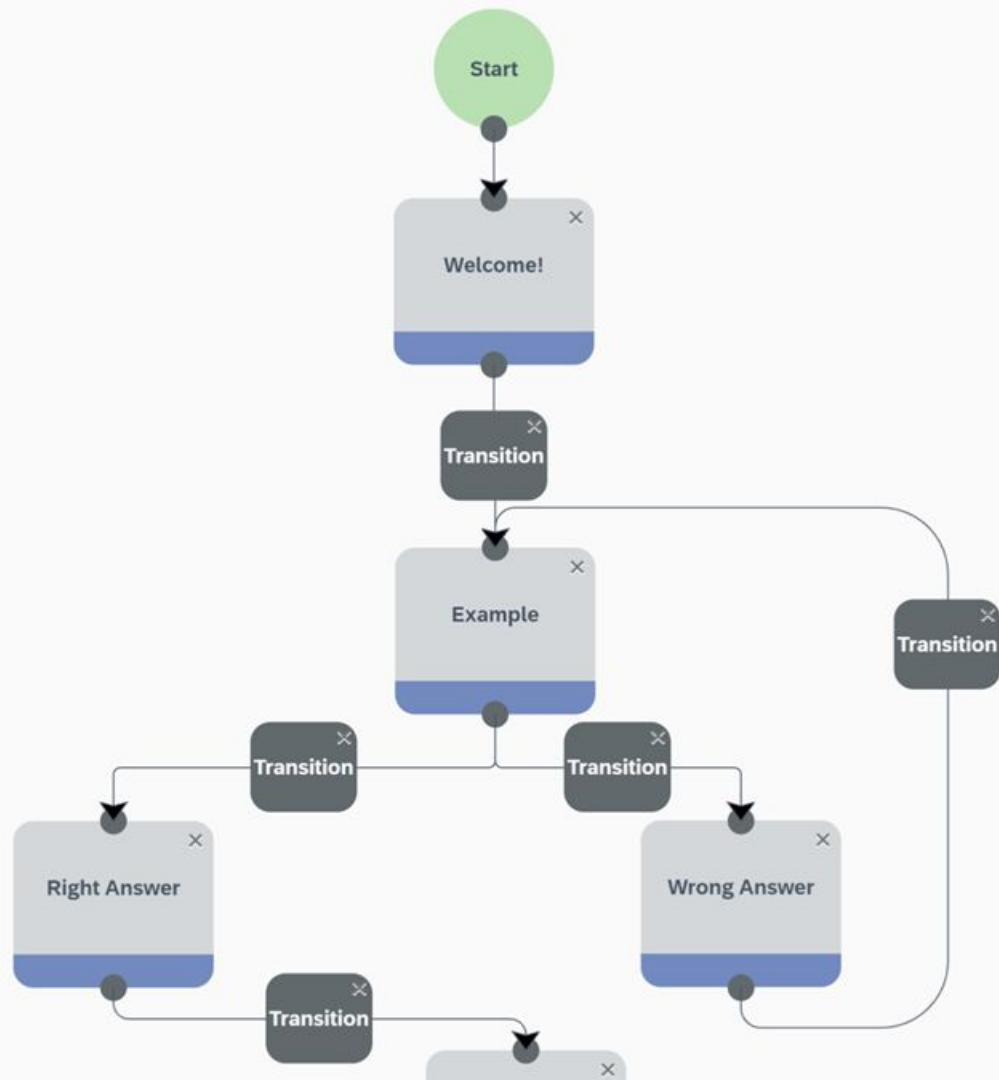 Start
Welcome!
Transition
Example
Transition
Transition
Transition
Right Answer
Wrong Answer
Transition